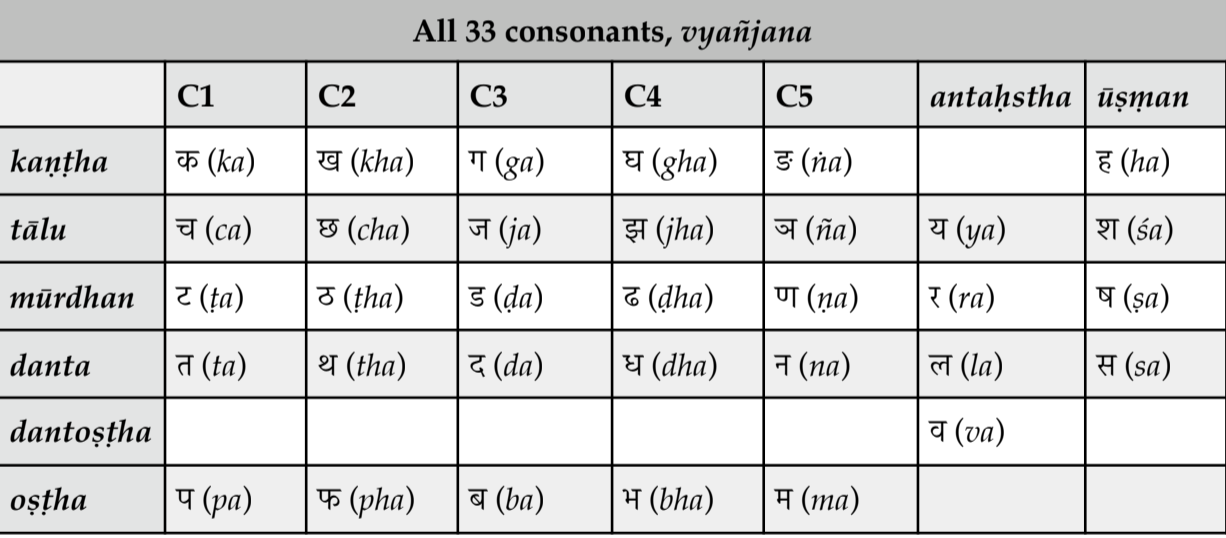 All 33 consonants, vyañjana
C1 C2 C3 C4 C5 antaḥstha ūṣman
kaṇṭha क (ka) ख (kha) ग (ga) घ (gha) ङ (ṅa) ह (ha)
tālu च (ca) छ (cha) ज (ja) झ (jha) ञ (ña) य (ya) श (śa)
mūrdhan ट (ṭa) ठ (ṭha) ड (ḍa) ढ (ḍha) ण (ṇa) र (ra) ष (ṣa)
danta त (ta) थ (tha) द (da) ध (dha) न (na) ल (la) स (sa)
dantoṣṭha व (va)
oṣṭha प (pa) फ (pha) ब (ba) भ (bha) म (ma)